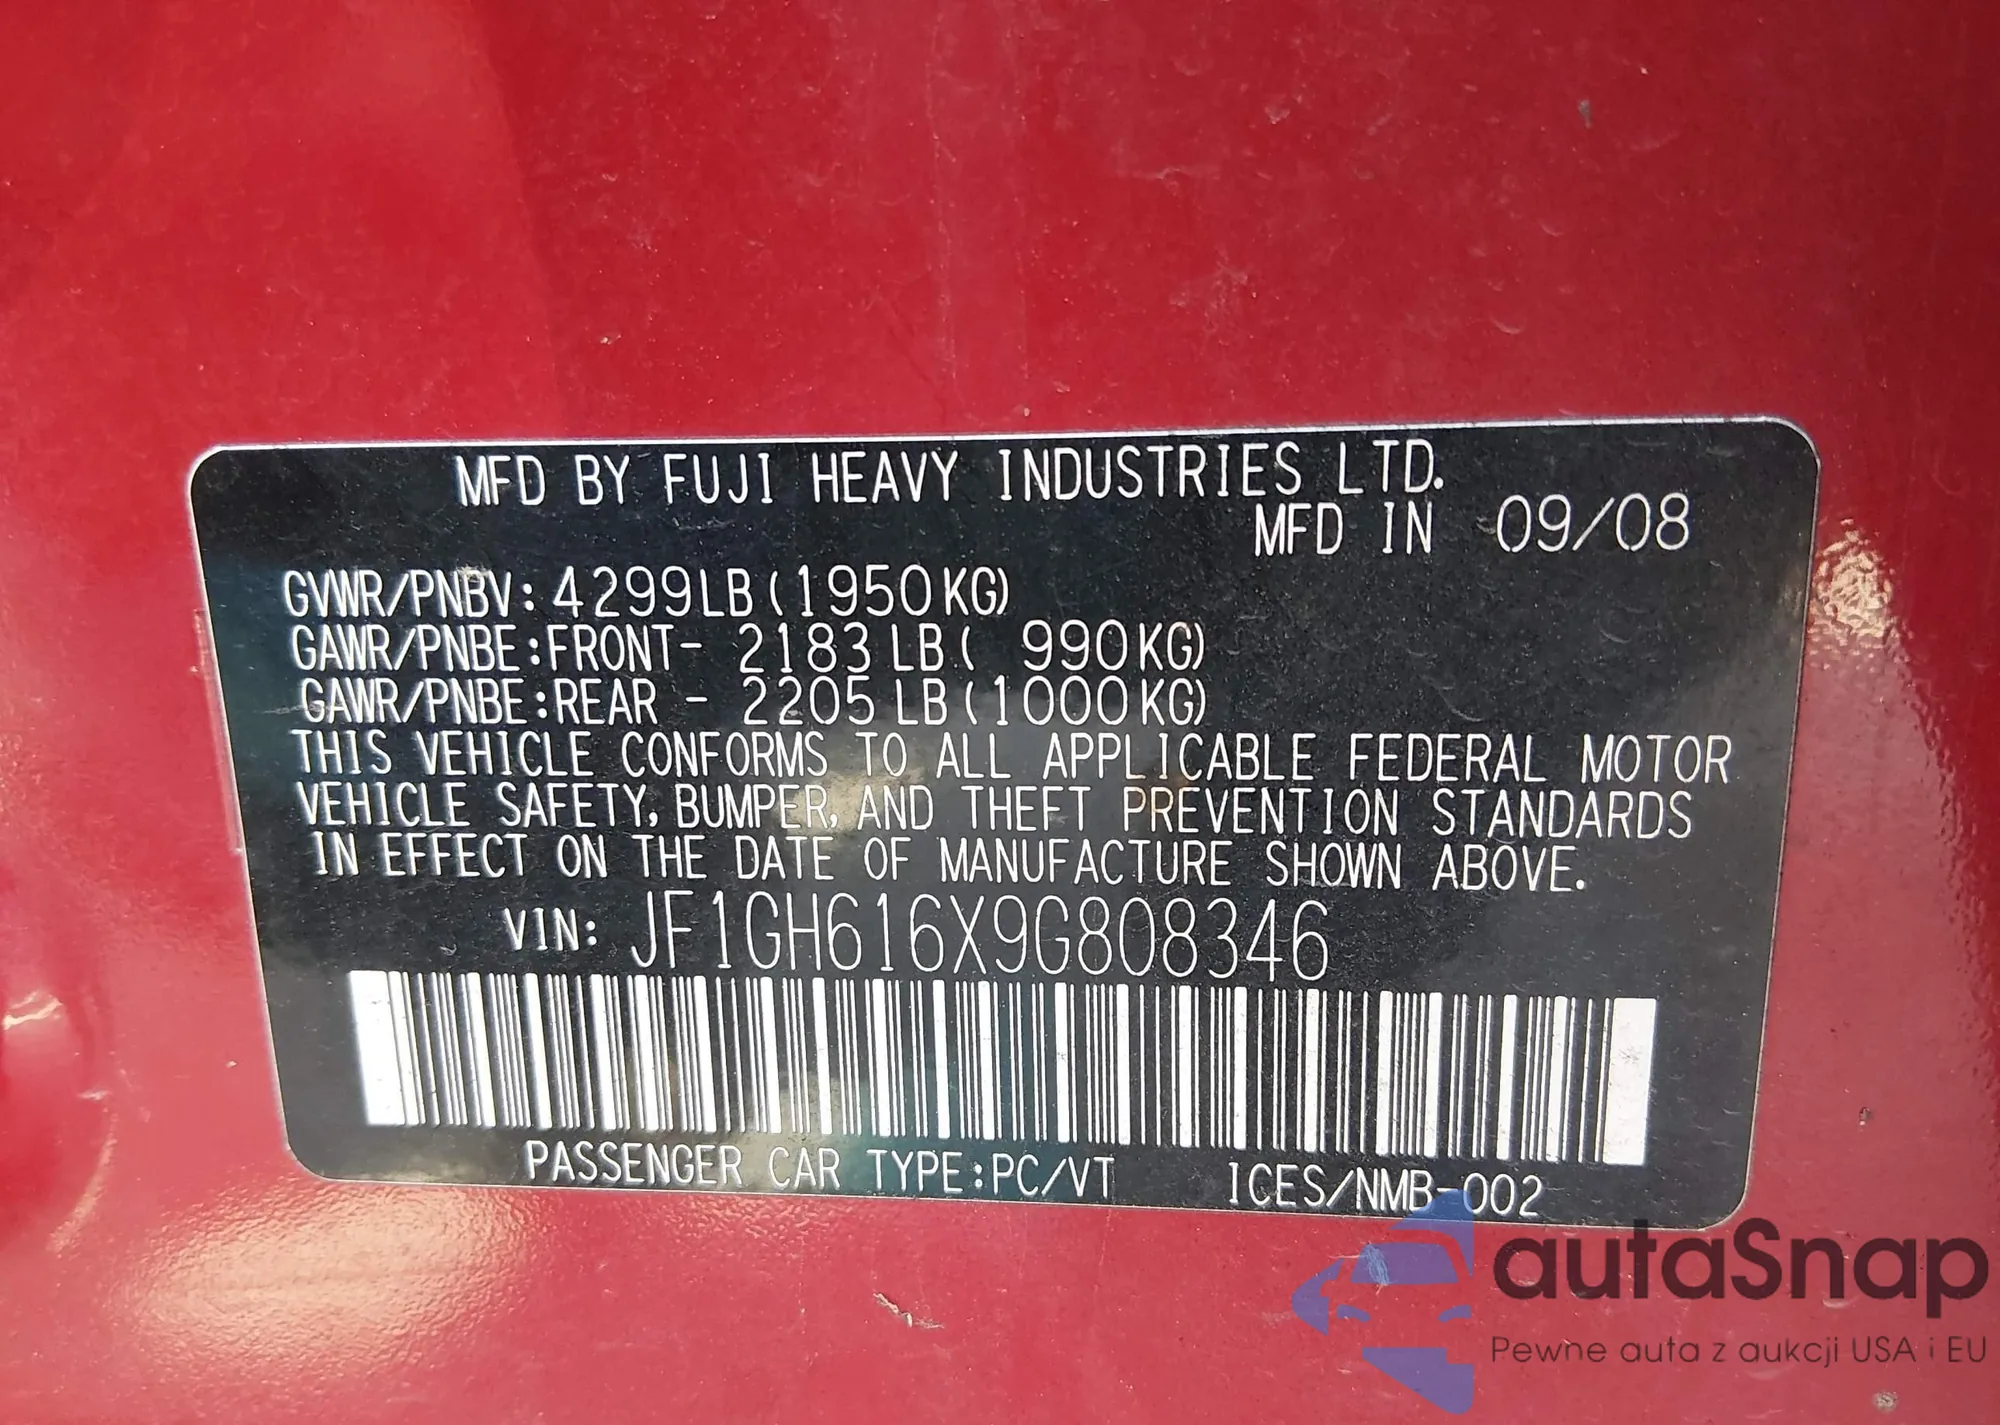 MFD BY FUJI HEAVY INDUSTRIES LTD.
MFD IN 09/08
GVWR/PNBV:4299LB(1950KG)
GAWR/PNBE:FRONT- 2183LB( 990KG)
GAWR/PNBE:REAR - 2205LB(1000KG)
THIS VEHICLE CONFORMS TO ALL APPLICABLE FEDERAL MOTOR
VEHICLE SAFETY, BUMPER, AND THEFT PREVENTION STANDARDS
IN EFFECT ON THE DATE OF MANUFACTURE SHOWN ABOVE.
VIN: JF1GH616X9G808346
PASSENGER CAR TYPE:PC/VT ICES/NMB-002
autaSnap
Pewne auta z aukcji USA i EU